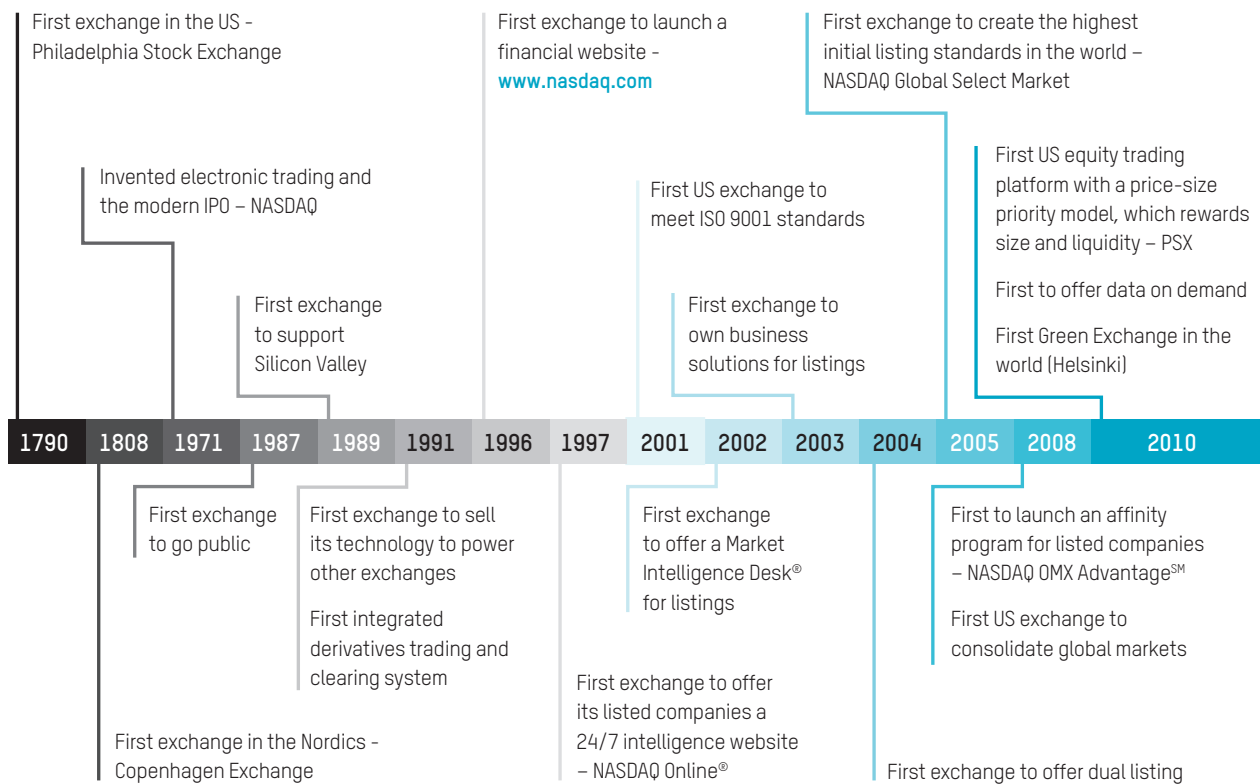 First exchange in the US -
Philadelphia Stock Exchange
First exchange to launch a
financial website -
www.nasdaq.com
First exchange to create the highest
initial listing standards in the world –
NASDAQ Global Select Market
Invented electronic trading and
the modern IPO – NASDAQ
First US exchange to
meet ISO 9001 standards
First US equity trading
platform with a price-size
priority model, which rewards
size and liquidity – PSX
First to offer data on demand
First Green Exchange in the
world (Helsinki)
First exchange
to support
Silicon Valley
First exchange to
own business
solutions for listings
1790 1808 1971 1987 1989 1991 1996 1997 2001 2002 2003 2004 2005 2008 2010
First exchange
to go public
First exchange to sell
its technology to power
other exchanges
First integrated
derivatives trading and
clearing system
First exchange
to offer a Market
Intelligence Desk®
for listings
First to launch an affinity
program for listed companies
– NASDAQ OMX Advantage℠
First US exchange to
consolidate global markets
First exchange in the Nordics -
Copenhagen Exchange
First exchange to offer
its listed companies a
24/7 intelligence website
– NASDAQ Online®
First exchange to offer dual listing